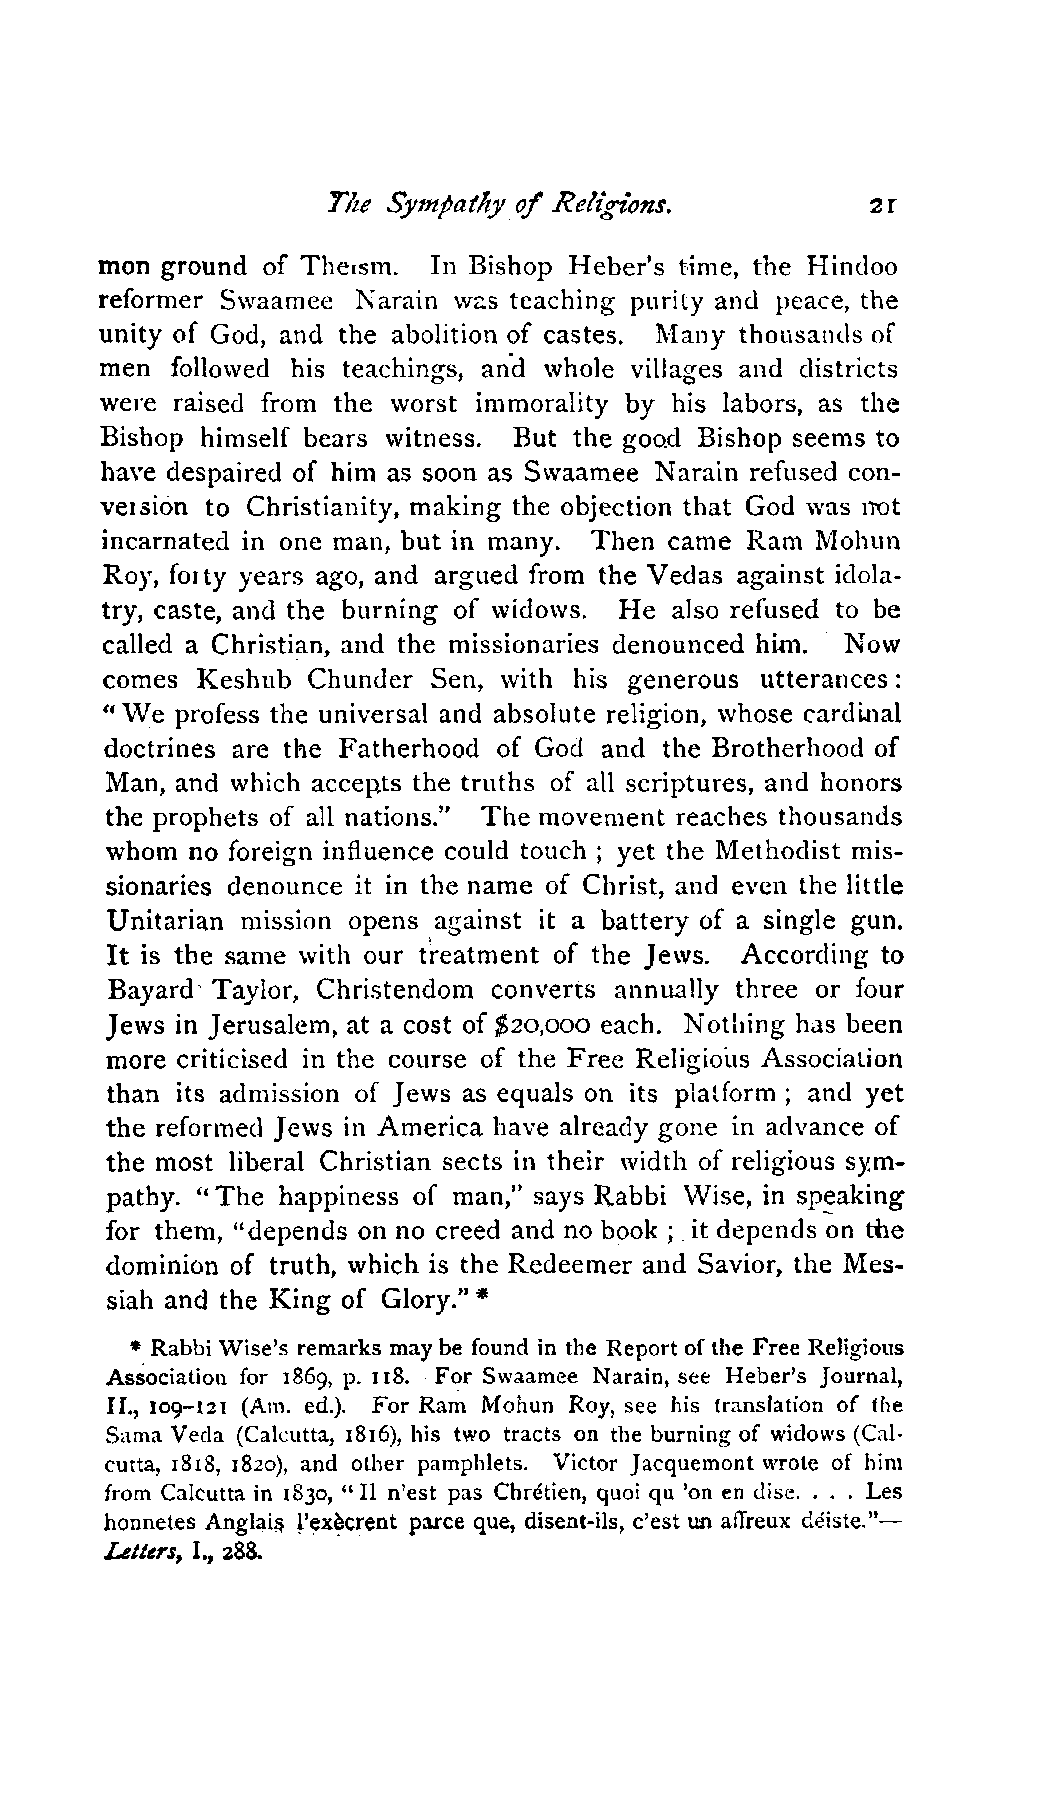 The Sympathy of Religions. 21
mon ground of Theism. In Bishop Heber's time, the Hindoo
reformer Swaamee Narain was teaching purity and peace, the
unity of God, and the abolition of castes. Many thousands of
men followed his teachings, and whole villages and districts
were raised from the worst immorality by his labors, as the
Bishop himself bears witness. But the good Bishop seems to
have despaired of him as soon as Swaamee Narain refused con-
version to Christianity, making the objection that God was not
incarnated in one man, but in many. Then came Ram Mohun
Roy, forty years ago, and argued from the Vedas against idola-
try, caste, and the burning of widows. He also refused to be
called a Christian, and the missionaries denounced him. Now
comes Keshub Chunder Sen, with his generous utterances:
"We profess the universal and absolute religion, whose cardinal
doctrines are the Fatherhood of God and the Brotherhood of
Man, and which accepts the truths of all scriptures, and honors
the prophets of all nations." The movement reaches thousands
whom no foreign influence could touch; yet the Methodist mis-
sionaries denounce it in the name of Christ, and even the little
Unitarian mission opens against it a battery of a single gun.
It is the same with our treatment of the Jews. According to
Bayard Taylor, Christendom converts annually three or four
Jews in Jerusalem, at a cost of $20,000 each. Nothing has been
more criticised in the course of the Free Religious Association
than its admission of Jews as equals on its platform; and yet
the reformed Jews in America have already gone in advance of
the most liberal Christian sects in their width of religious sym-
pathy. "The happiness of man," says Rabbi Wise, in speaking
for them, "depends on no creed and no book; it depends on the
dominion of truth, which is the Redeemer and Savior, the Mes-
siah and the King of Glory."*
* Rabbi Wise's remarks may be found in the Report of the Free Religious
Association for 1869, p. 118. For Swaamee Narain, see Heber's Journal,
II., 109–121 (Am. ed.). For Ram Mohun Roy, see his translation of the
Sama Veda (Calcutta, 1816), his two tracts on the burning of widows (Cal-
cutta, 1818, 1820), and other pamphlets. Victor Jacquemont wrote of him
from Calcutta in 1830, "Il n'est pas Chrétien, quoi qu 'on en dise. . . . Les
honnetes Anglais l'exècrent parce que, disent-ils, c'est un affreux déiste."—
Letters, I., 288.